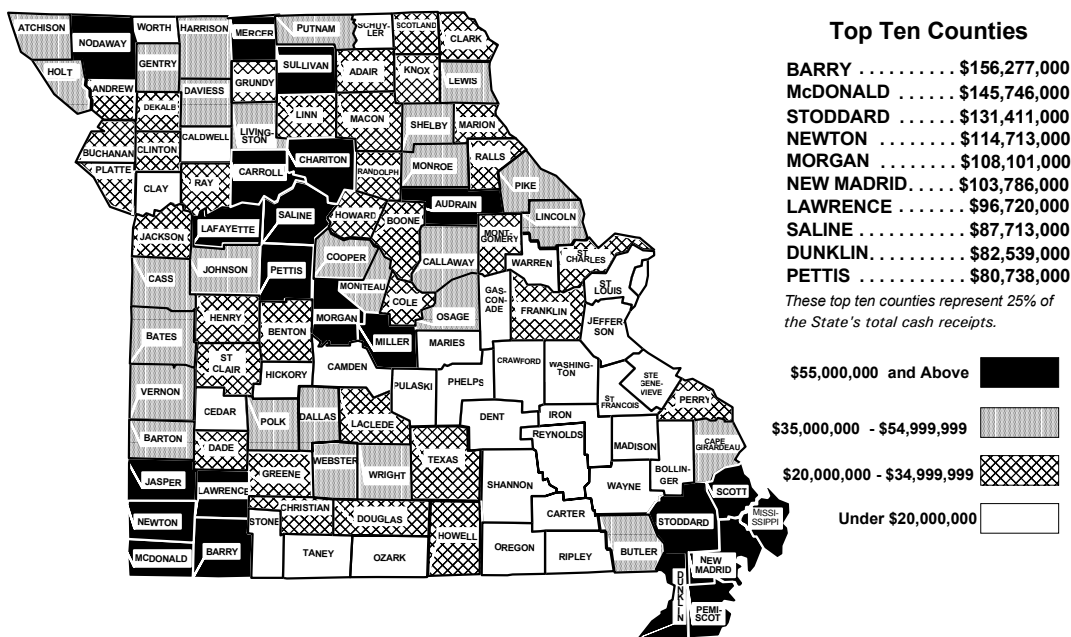 ATCHISON
NODAWAY
WORTH
HARRISON
MERCER
PUTNAM
SCHUY-
LER
SCOTLAND
CLARK
HOLT
GENTRY
SULLIVAN
ADAIR
KNOX
LEWIS
ANDREW
DAVIESS
GRUNDY
DEKALB
LINN
MACON
SHELBY
MARION
BUCHANAN
CLINTON
CALDWELL
LIVING-
STON
CHARITON
MONROE
RALLS
PLATTE
CLAY
RAY
CARROLL
RANDOLPH
AUDRAIN
PIKE
LINCOLN
JACKSON
LAFAYETTE
SALINE
HOWARD
BOONE
MONT-
GOMERY
WARREN
ST
CHARLES
ST
LOUIS
CASS
JOHNSON
PETTIS
COOPER
MONITEAU
CALLAWAY
COLE
OSAGE
GAS-
CON-
ADE
FRANKLIN
JEFFER
SON
BATES
HENRY
BENTON
MORGAN
MILLER
MARIES
VERNON
ST
CLAIR
HICKORY
CAMDEN
PULASKI
PHELPS
CRAWFORD
WASHING-
TON
STE
GENE-
VIEVE
ST
FRANCOIS
PERRY
BARTON
CEDAR
POLK
DALLAS
LACLEDE
DENT
IRON
REYNOLDS
MADISON
CAPE
GIRARDEAU
DADE
GREENE
WEBSTER
WRIGHT
TEXAS
SHANNON
WAYNE
BOLLIN-
GER
JASPER
LAWRENCE
CHRISTIAN
DOUGLAS
HOWELL
CARTER
STODDARD
SCOTT
MISSI-
SSIPPI
NEWTON
STONE
MCDONALD
BARRY
TANEY
OZARK
OREGON
RIPLEY
BUTLER
NEW
MADRID
DUNKLIN
PEMI-
SCOT
Top Ten Counties
BARRY . . . . . . . . . . $156,277,000
McDONALD . . . . . . $145,746,000
STODDARD . . . . . . $131,411,000
NEWTON . . . . . . . . $114,713,000
MORGAN . . . . . . . . $108,101,000
NEW MADRID. . . . . $103,786,000
LAWRENCE . . . . . . . $96,720,000
SALINE . . . . . . . . . . $87,713,000
DUNKLIN. . . . . . . . . $82,539,000
PETTIS . . . . . . . . . . $80,738,000
These top ten counties represent 25% of
the State's total cash receipts.
$55,000,000 and Above
$35,000,000 - $54,999,999
$20,000,000 - $34,999,999
Under $20,000,000